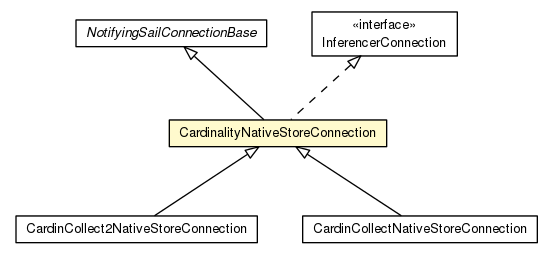 NotifyingSailConnectionBase
«interface»
InferencerConnection
CardinalityNativeStoreConnection
CardinCollect2NativeStoreConnection
CardinCollectNativeStoreConnection